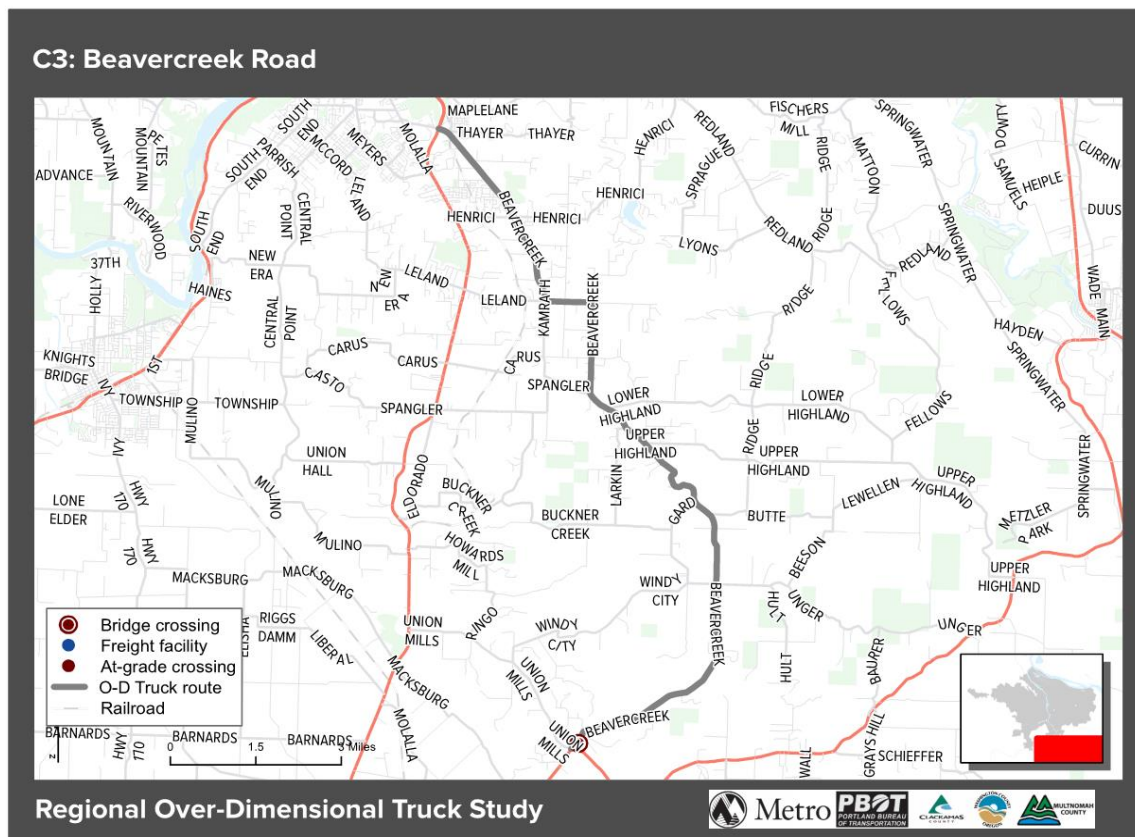 C3: Beavercreek Road
MAPLELANE
THAYER
THAYER
FISCHERS
MILL
SPRINGWATER
DOWTY
MOUNTAIN
PETES
MOUNTAIN
SOUTH
END
SOUTH
END
PARRISH
MCCORD
MEYERS
MOLALLA
HENRICI
REDLAND
SPRAGUE
RIDGE
MATTOON
SAMUELS
CURRIN
HEIPLE
ADVANCE
RIVERWOOD
LELAND
BEAVERCREEK
HENRICI
DUUS
SOUTH
END
CENTRAL
POINT
HENRICI
HENRICI
LYONS
REDLAND
RIDGE
REDLAND
SPRINGWATER
37TH
HOLLY
HAINES
NEW
ERA
NEW
ERA
LELAND
LELAND
KAMRATH
BEAVERCREEK
RIDGE
FELLOWS
WADE
MAIN
HAYDEN
CENTRAL
POINT
KNIGHTS
BRIDGE
IVY
1ST
CARUS
CARUS
CARUS
CASTO
RIDGE
SPRINGWATER
TOWNSHIP
MULINO
TOWNSHIP
SPANGLER
SPANGLER
LOWER
HIGHLAND
LOWER
HIGHLAND
FELLOWS
IVY
UPPER
HIGHLAND
RIDGE
UPPER
HIGHLAND
UNION
HALL
ELDORADO
LARKIN
UPPER
HIGHLAND
SPRINGWATER
LONE
ELDER
HWY
170
MULINO
BUCKNER
CREEK
BUCKNER
CREEK
GARD
BUTTE
LEWELLEN
METZLER
PARK
HWY
170
MULINO
HOWARDS
MILL
BEESON
MACKSBURG
MACKSBURG
WINDY
CITY
BEAVERCREEK
HULT
UNGER
UPPER
HIGHLAND
RIGGS
DAMM
LIBERAL
UNION
MILLS
RINGO
WINDY
CITY
UNGER
BAURER
HULT
MACKSBURG
UNION
MILLS
MOLALLA
BEAVERCREEK
UNION
MILLS
BARNARDS
HWY
170
BARNARDS
BARNARDS
WALL
GRAYS HILL
SCHIEFFER
Bridge crossing
Freight facility
At-grade crossing
O-D Truck route
Railroad
z
0
1.5
3 Miles
Regional Over-Dimensional Truck Study
Metro
PBOT
PORTLAND BUREAU
OF TRANSPORTATION
CLACKAMAS
COUNTY
WASHINGTON COUNTY
OREGON
MULTNOMAH
COUNTY